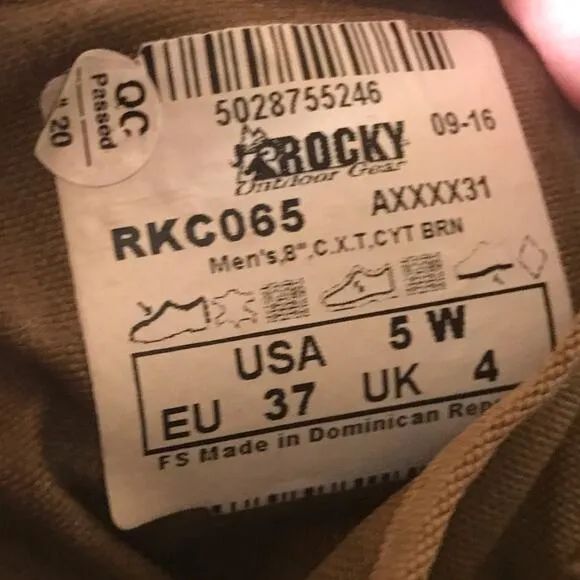 QC
Passed
" 20
5028755246
ROCKY
Outdoor Gear
09-16
RKC065
AXXXX31
Men's,8",C.X.T,CYT BRN
USA 5 W
EU 37 UK 4
FS Made in Dominican Rep